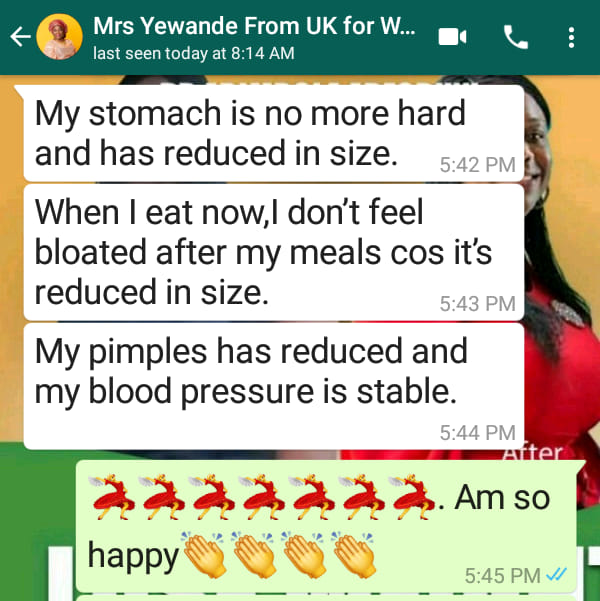 Mrs Yewande From UK for W...
last seen today at 8:14 AM
My stomach is no more hard
and has reduced in size.
5:42 PM
When I eat now,I don't feel
bloated after my meals cos it's
reduced in size.
5:43 PM
My pimples has reduced and
my blood pressure is stable.
5:44 PM
After
💃💃💃💃💃💃💃. Am so
happy👏👏👏👏
5:45 PM